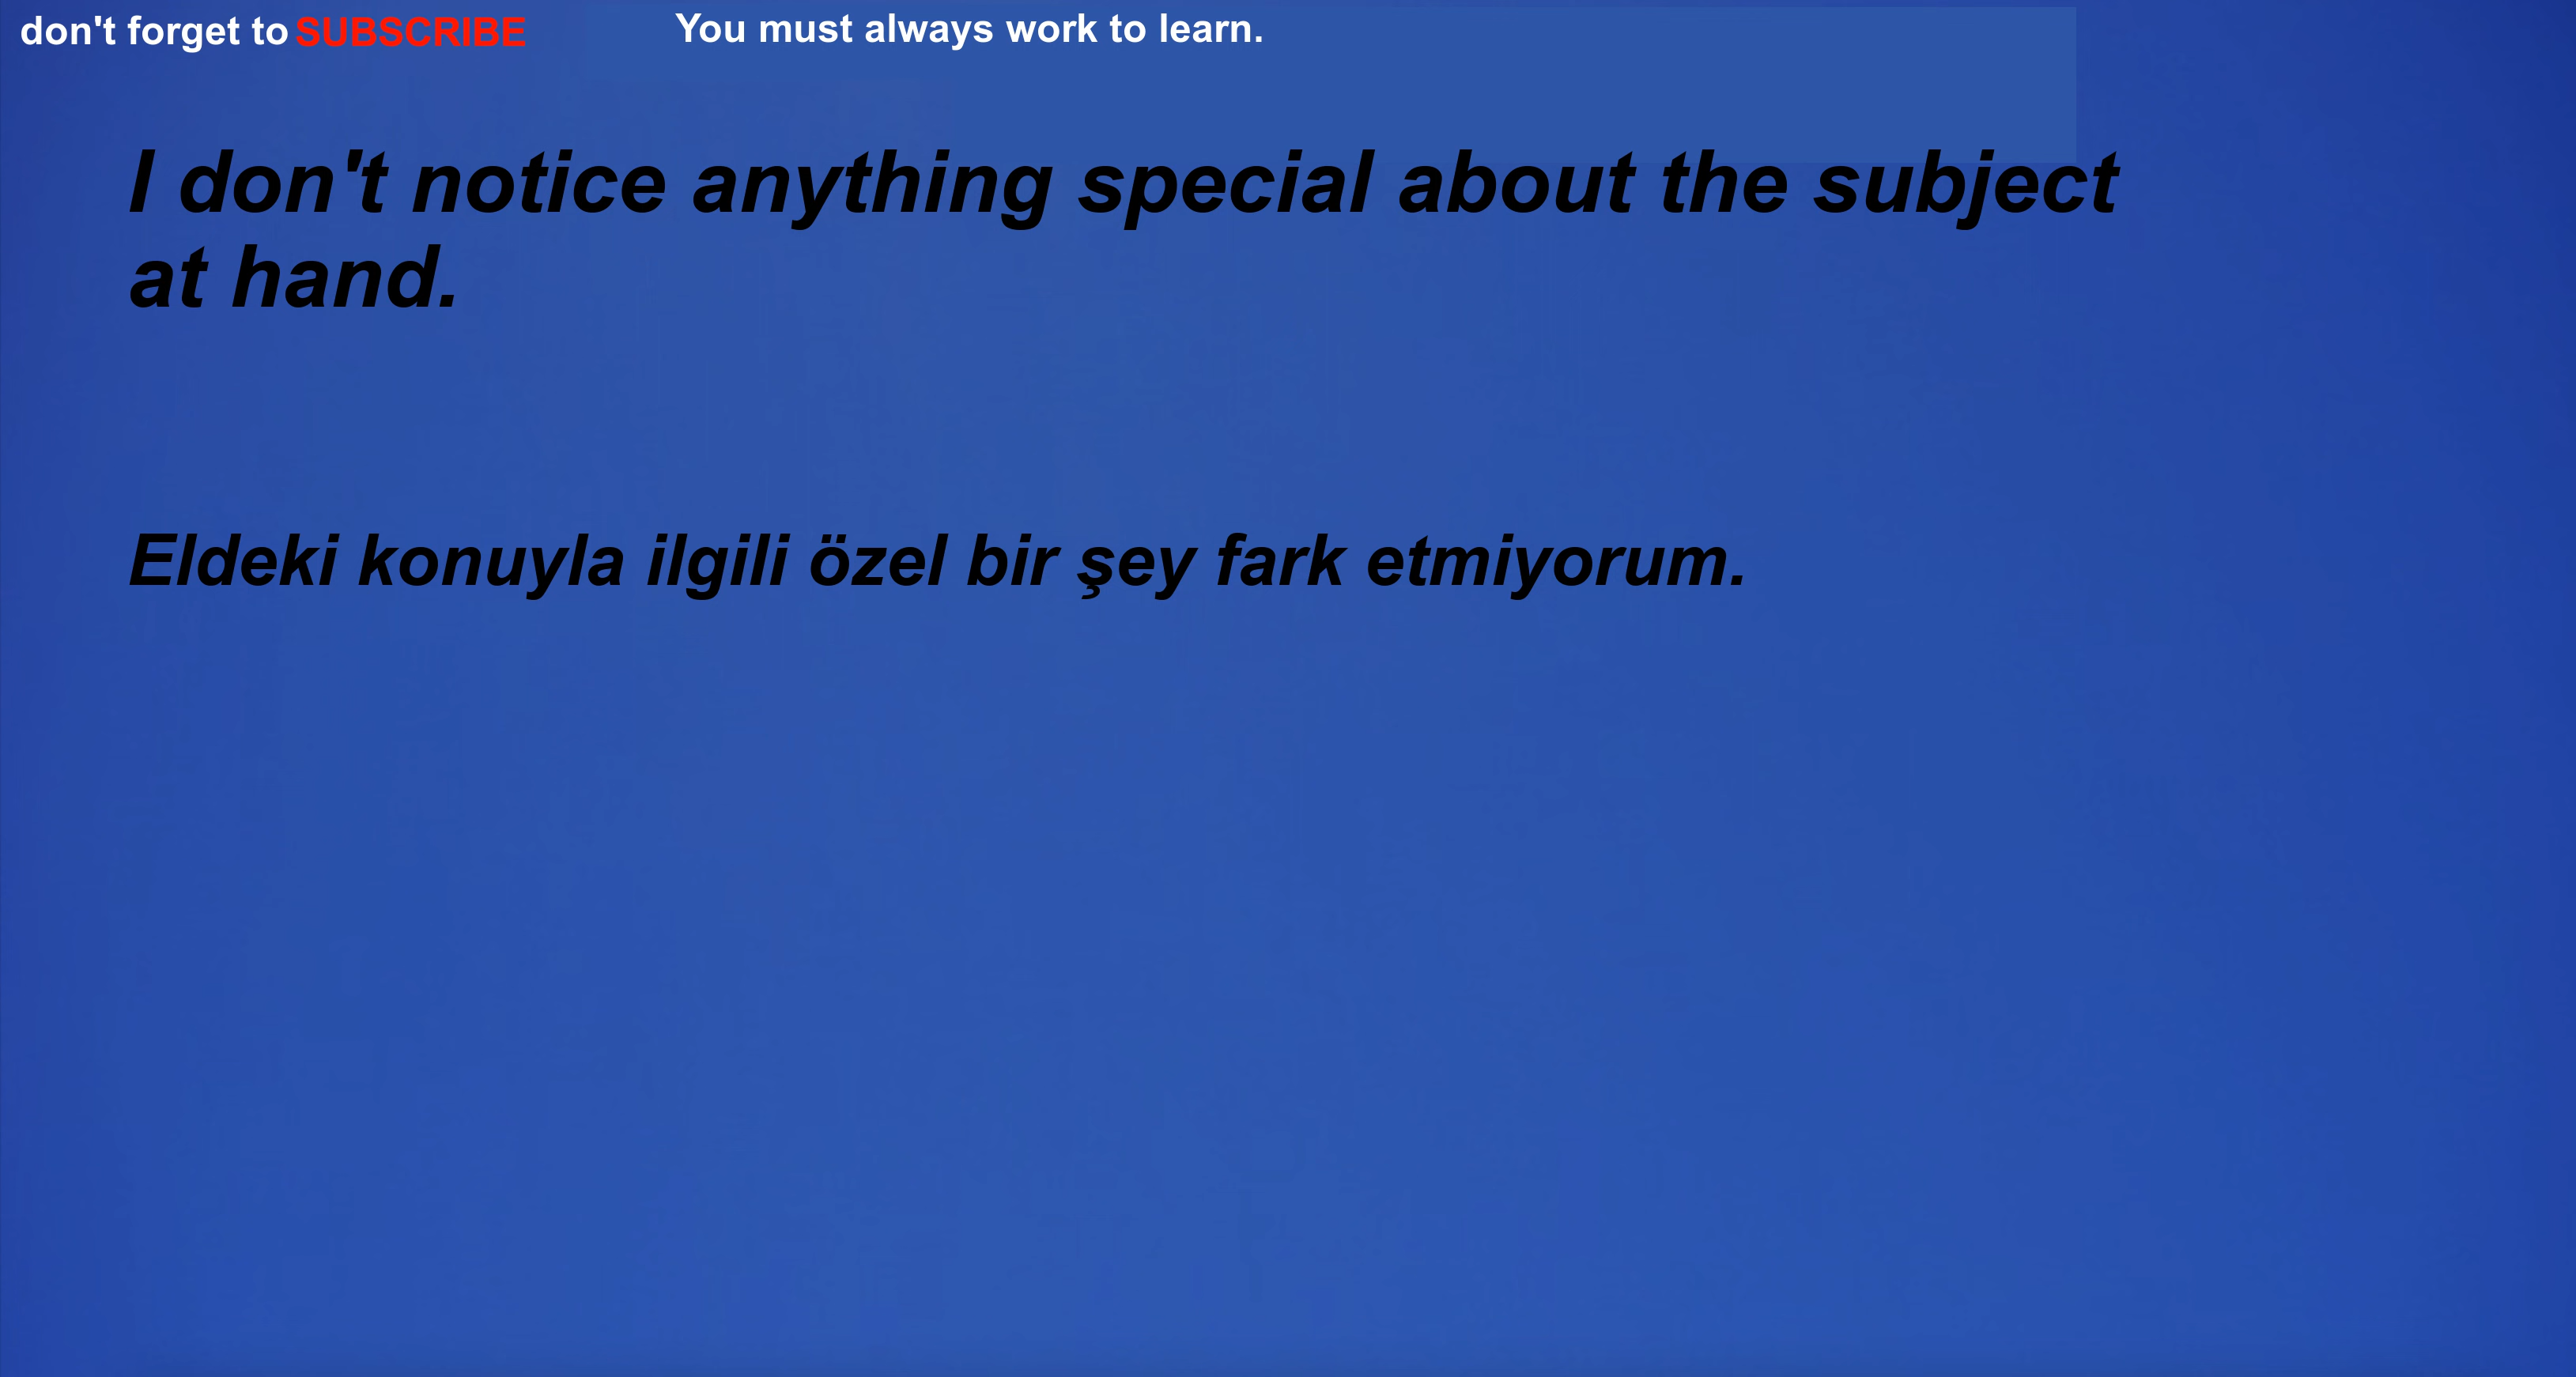 don't forget to SUBSCRIBE
You must always work to learn.
I don't notice anything special about the subject
at hand.
Eldeki konuyla ilgili özel bir şey fark etmiyorum.